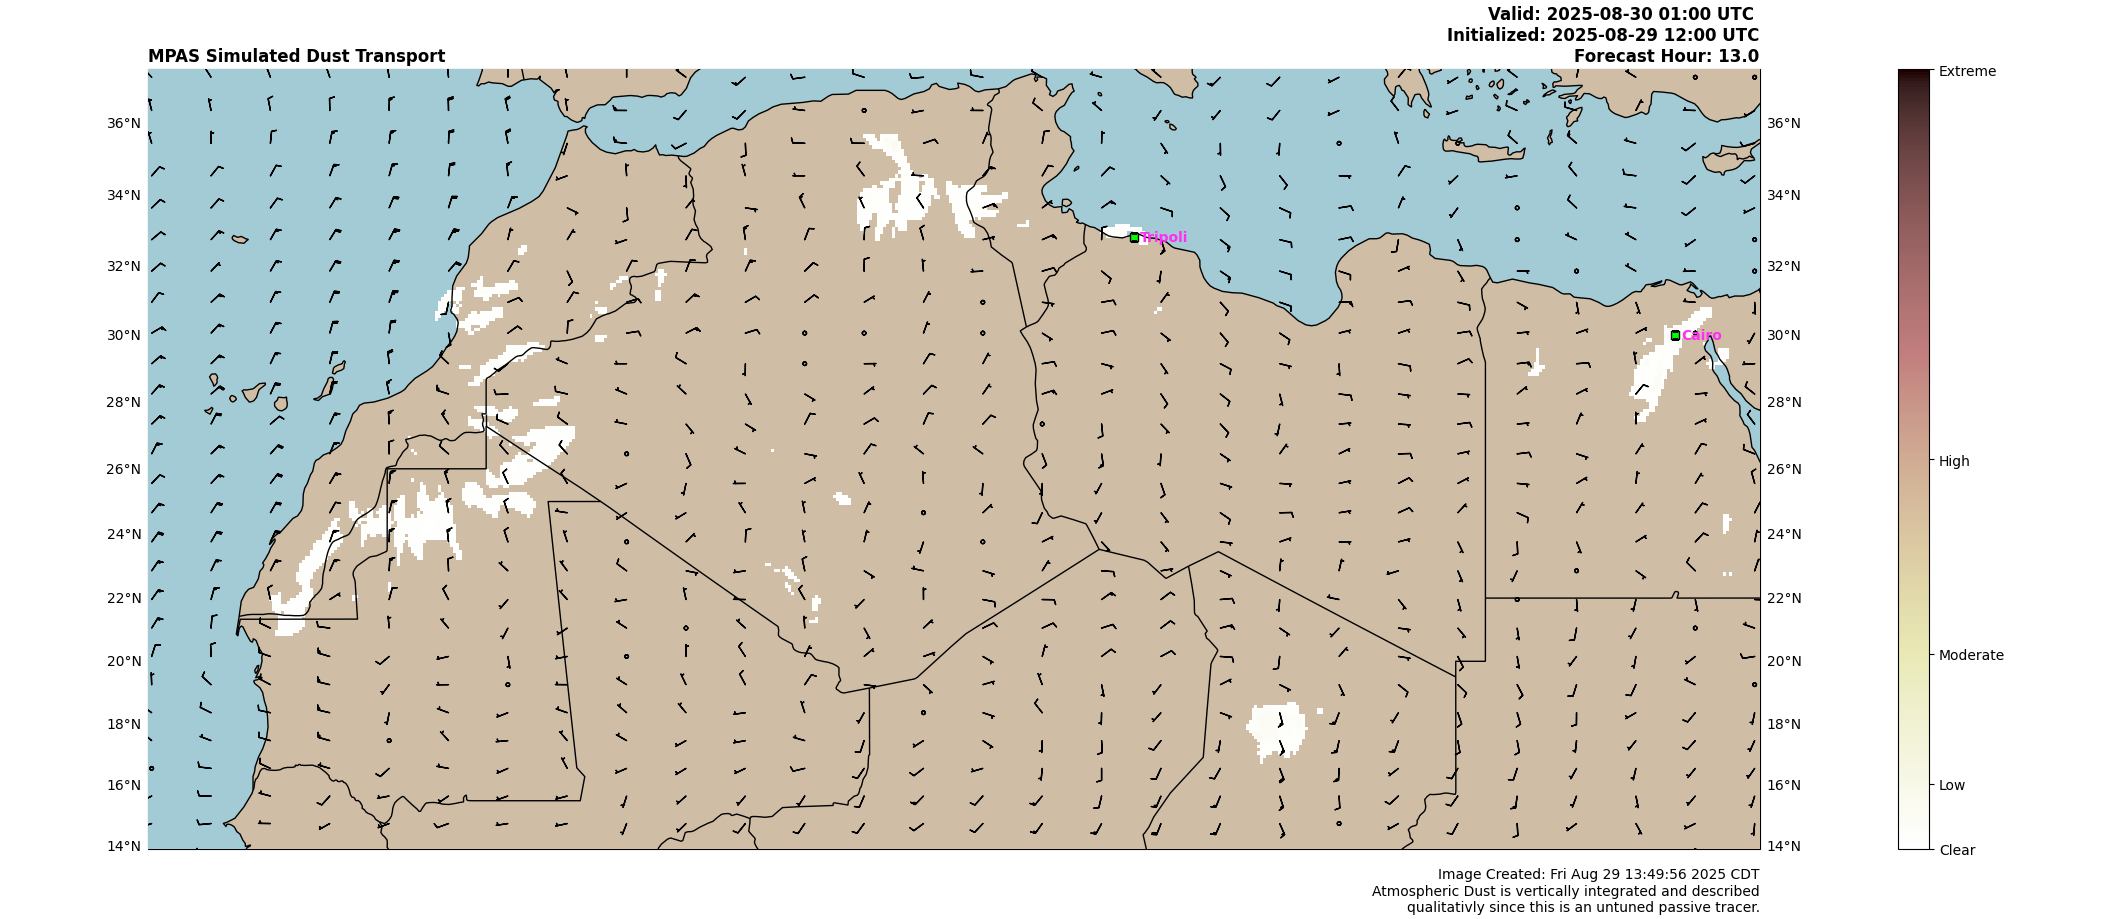 Valid: 2025-08-30 01:00 UTC
Initialized: 2025-08-29 12:00 UTC
MPAS Simulated Dust Transport
Forecast Hour: 13.0
Extreme
36°N
36°N
34°N
34°N
Tripoli
32°N
32°N
30°N
Cairo
30°N
28°N
28°N
26°N
26°N
High
24°N
24°N
22°N
22°N
20°N
20°N
Moderate
18°N
18°N
16°N
16°N
Low
14°N
14°N
Clear
Image Created: Fri Aug 29 13:49:56 2025 CDT
Atmospheric Dust is vertically integrated and described
qualitativly since this is an untuned passive tracer.